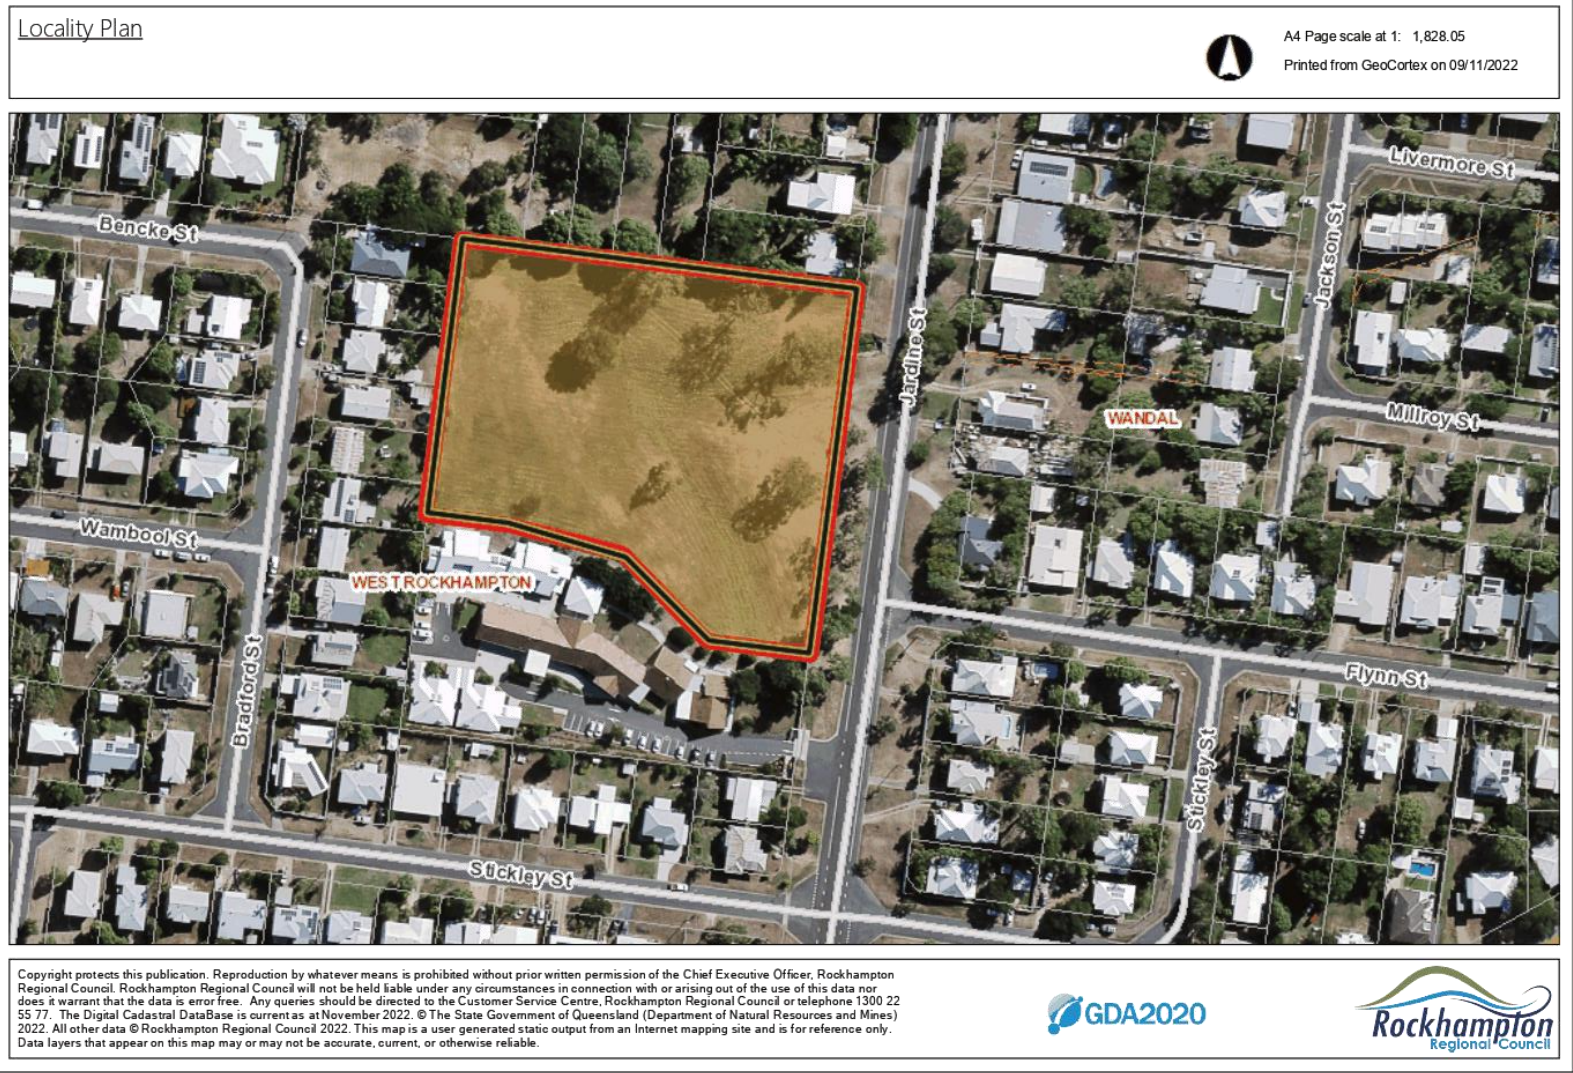 Locality Plan
A4 Page scale at 1: 1,828.05
Printed from GeoCortex on 09/11/2022
Livermore St
Bencke St
Jackson St
Jardine St
WANDAL
Millroy St
Wambool St
WEST ROCKHAMPTON
Bradford St
Flynn St
Stickley St
Stickley St
Copyright protects this publication. Reproduction by whatever means is prohibited without prior written permission of the Chief Executive Officer, Rockhampton
Regional Council. Rockhampton Regional Council will not be held liable under any circumstances in connection with or arising out of the use of this data nor
does it warrant that the data is error free. Any queries should be directed to the Customer Service Centre, Rockhampton Regional Council or telephone 1300 22
55 77. The Digital Cadastral DataBase is current as at November 2022. © The State Government of Queensland (Department of Natural Resources and Mines)
2022. All other data © Rockhampton Regional Council 2022. This map is a user generated static output from an Internet mapping site and is for reference only.
Data layers that appear on this map may or may not be accurate, current, or otherwise reliable.
GDA2020
Rockhampton
Regional Council